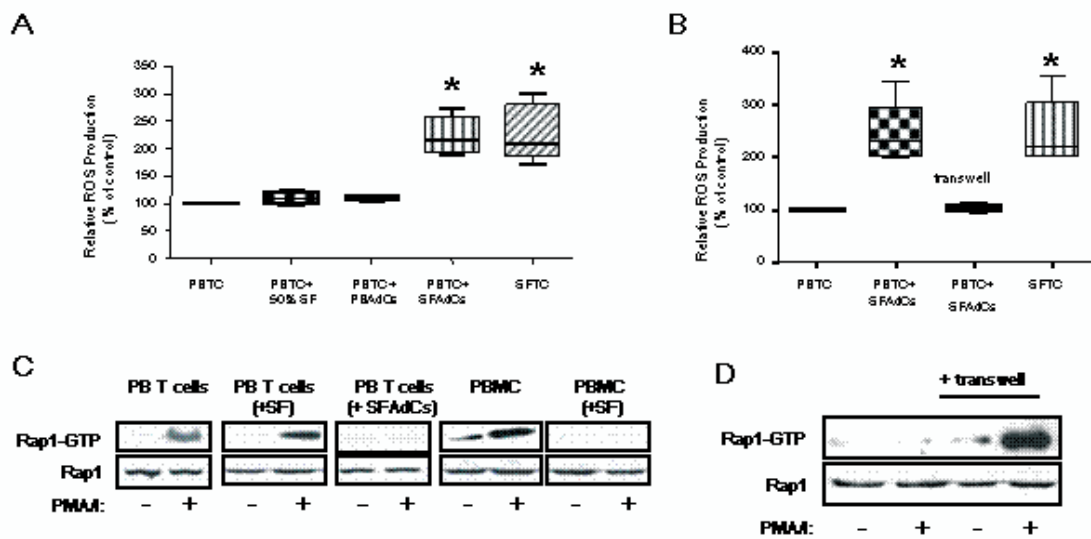 A
Relative ROS Production
(% of control)
350
300
250
200
150
100
50
0
*
*
PBTC
PBTC+
50% SF
PBTC+
PBAdCs
PBTC+
SFAdCs
SFTC
B
Relative ROS Production
(% of control)
400
300
200
100
0
*
*
transwell
PBTC
PBTC+
SFAdCs
PBTC+
SFAdCs
SFTC
C
PB T cells
PB T cells
(+SF)
PB T cells
(+ SFAdCs)
PBMC
PBMC
(+SF)
Rap1-GTP
Rap1
PMA/I: - + - + - + - + - +
D
+ transwell
Rap1-GTP
Rap1
PMA/I: - + - +